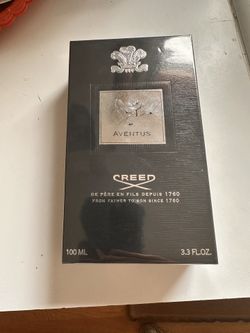 AVENTUS
CREED
DE PÈRE EN FILS DEPUIS 1760
FROM FATHER TO SON SINCE 1760
100 ML 3.3 FL.OZ.